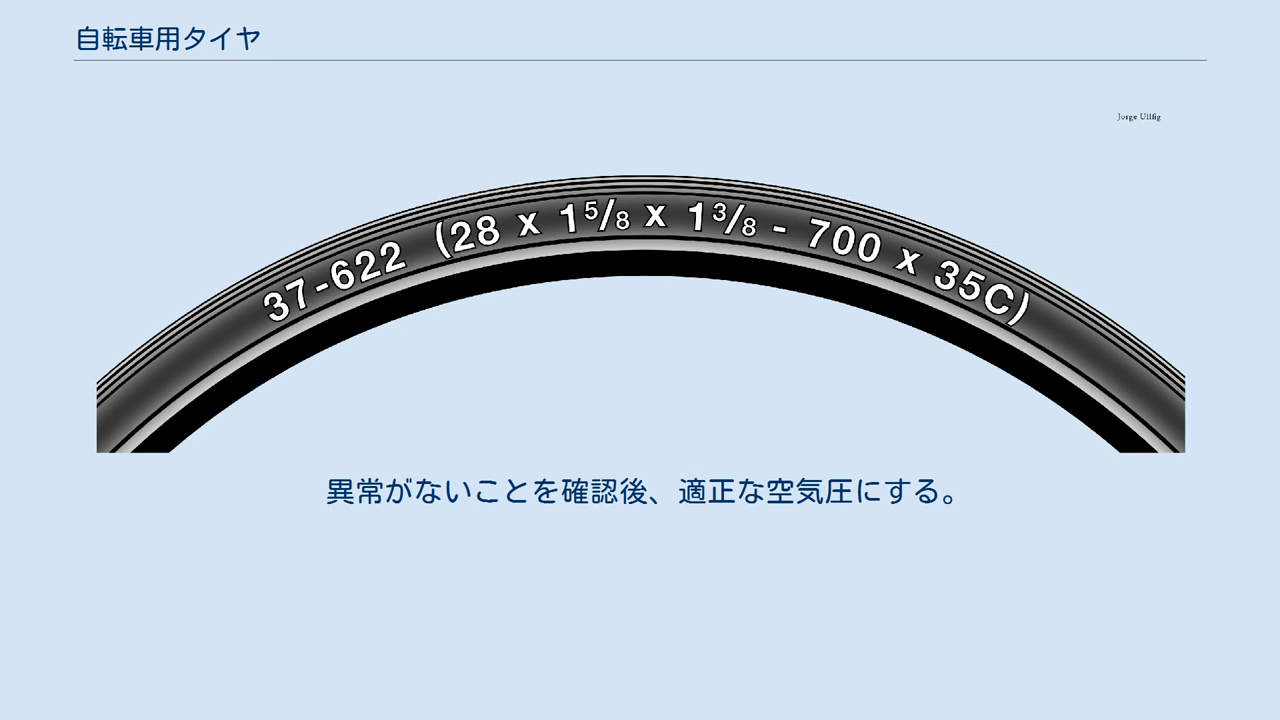 自転車用タイヤ
Jorge Ullfig
37-622 (28 x 1⁵/₈ x 1³/₈ - 700 x 35C)
異常がないことを確認後、適正な空気圧にする。